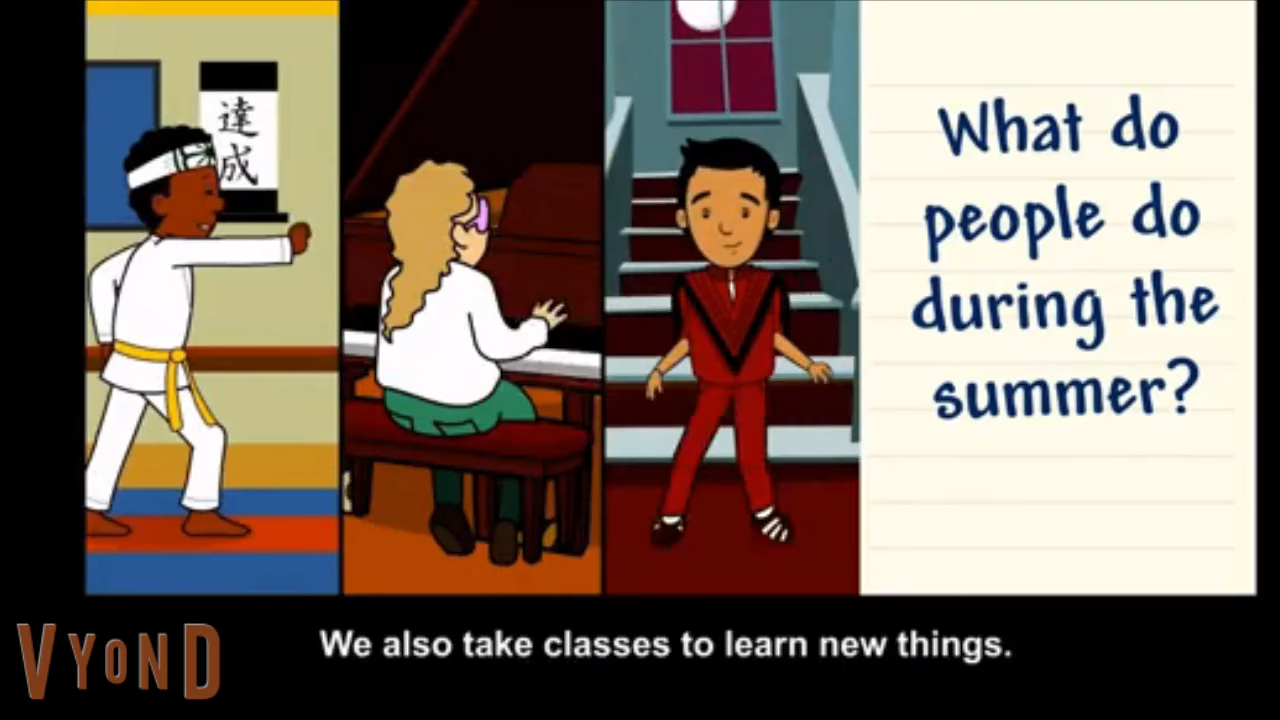 達
成
What do
people do
during the
summer?
We also take classes to learn new things.
VYOND